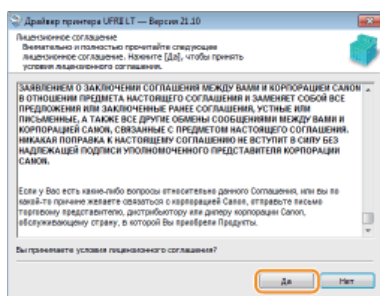 Драйвер принтера UFRII LT — Версия 21.10
Лицензионное соглашение
Внимательно и полностью прочитайте следующее
лицензионное соглашение. Нажмите [Да], чтобы принять
условия лицензионного соглашения.
ЗАЯВЛЕНИЕМ О ЗАКЛЮЧЕНИИ СОГЛАШЕНИЯ МЕЖДУ ВАМИ И КОРПОРАЦИЕЙ CANON
В ОТНОШЕНИИ ПРЕДМЕТА НАСТОЯЩЕГО СОГЛАШЕНИЯ И ЗАМЕНЯЕТ СОБОЙ ВСЕ
ПРЕДЛОЖЕНИЯ ИЛИ ЗАКЛЮЧЕННЫЕ РАНЕЕ СОГЛАШЕНИЯ, УСТНЫЕ ИЛИ
ПИСЬМЕННЫЕ, А ТАКЖЕ ВСЕ ДРУГИЕ ОБМЕНЫ СООБЩЕНИЯМИ МЕЖДУ ВАМИ И
КОРПОРАЦИЕЙ CANON, СВЯЗАННЫЕ С ПРЕДМЕТОМ НАСТОЯЩЕГО СОГЛАШЕНИЯ.
НИКАКАЯ ПОПРАВКА К НАСТОЯЩЕМУ СОГЛАШЕНИЮ НЕ ВСТУПИТ В СИЛУ БЕЗ
НАДЛЕЖАЩЕЙ ПОДПИСИ УПОЛНОМОЧЕННОГО ПРЕДСТАВИТЕЛЯ КОРПОРАЦИИ
CANON.
Если у Вас есть какие-либо вопросы относительно данного Соглашения, или вы по
какой-то причине желаете связаться с корпорацией Canon, отправьте письмо
торговому представителю, дистрибьютору или дилеру корпорации Canon,
обслуживающему страну, в которой Вы приобрели Продукты.
Вы принимаете условия лицензионного соглашения?
Да
Нет